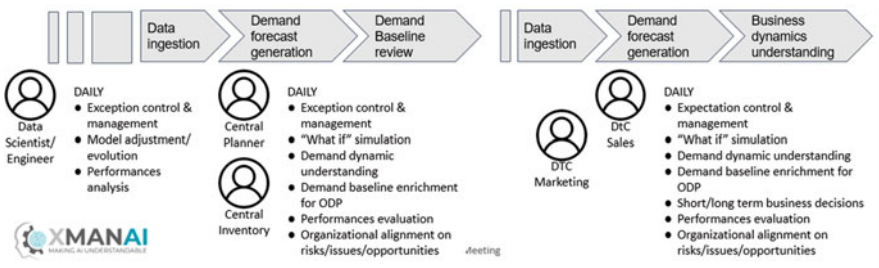 Data
ingestion
Demand
forecast
generation
Demand
Baseline
review
Data
ingestion
Demand
forecast
generation
Business
dynamics
understanding
Data
Scientist/
Engineer
DAILY
● Exception control &
management
● Model adjustment/
evolution
● Performances
analysis
Central
Planner
Central
Inventory
DAILY
● Exception control &
management
● “What if” simulation
● Demand dynamic
understanding
● Demand baseline enrichment
for ODP
● Performances evaluation
● Organizational alignment on
risks/issues/opportunities
DTC
Marketing
DtC
Sales
DAILY
● Expectation control &
management
● “What if” simulation
● Demand dynamic understanding
● Demand baseline enrichment for
ODP
● Short/long term business decisions
● Performances evaluation
● Organizational alignment on
risks/issues/opportunities
XMANAI
MAKING AI UNDERSTANDABLE